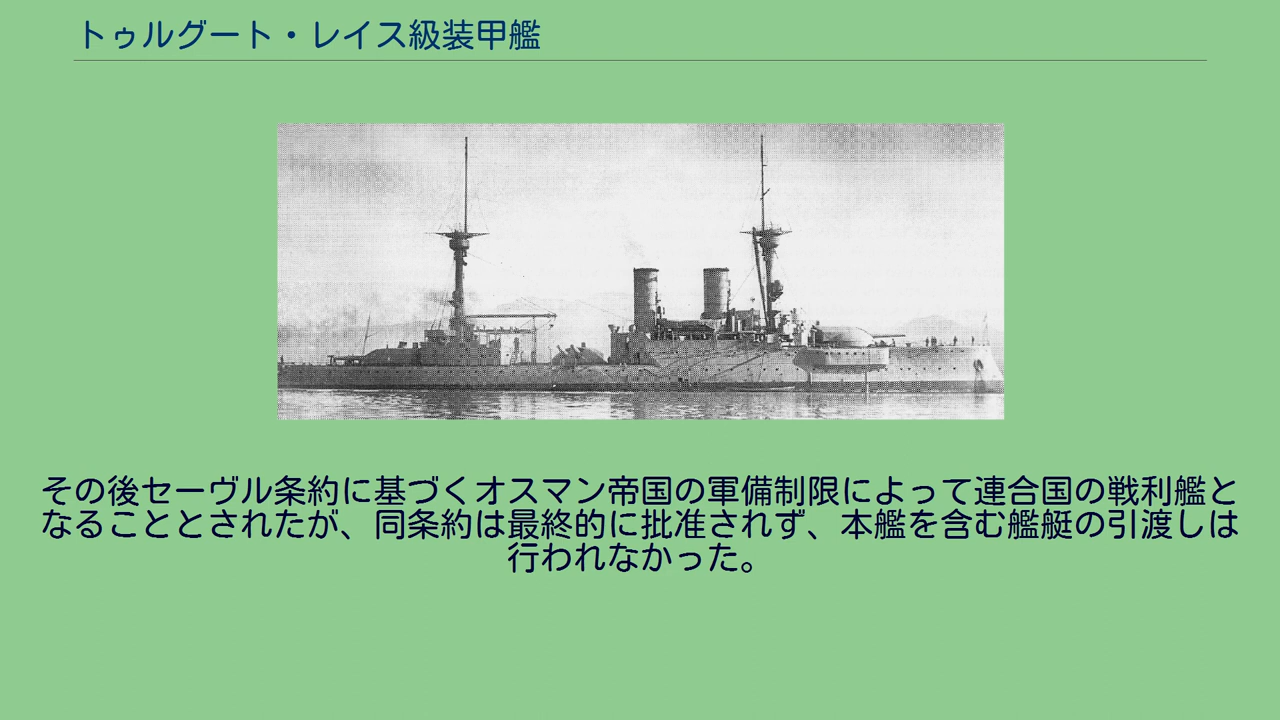 トゥルグート・レイス級装甲艦
その後セーヴル条約に基づくオスマン帝国の軍備制限によって連合国の戦利艦と
なることとされたが、同条約は最終的に批准されず、本艦を含む艦艇の引渡しは
行われなかった。